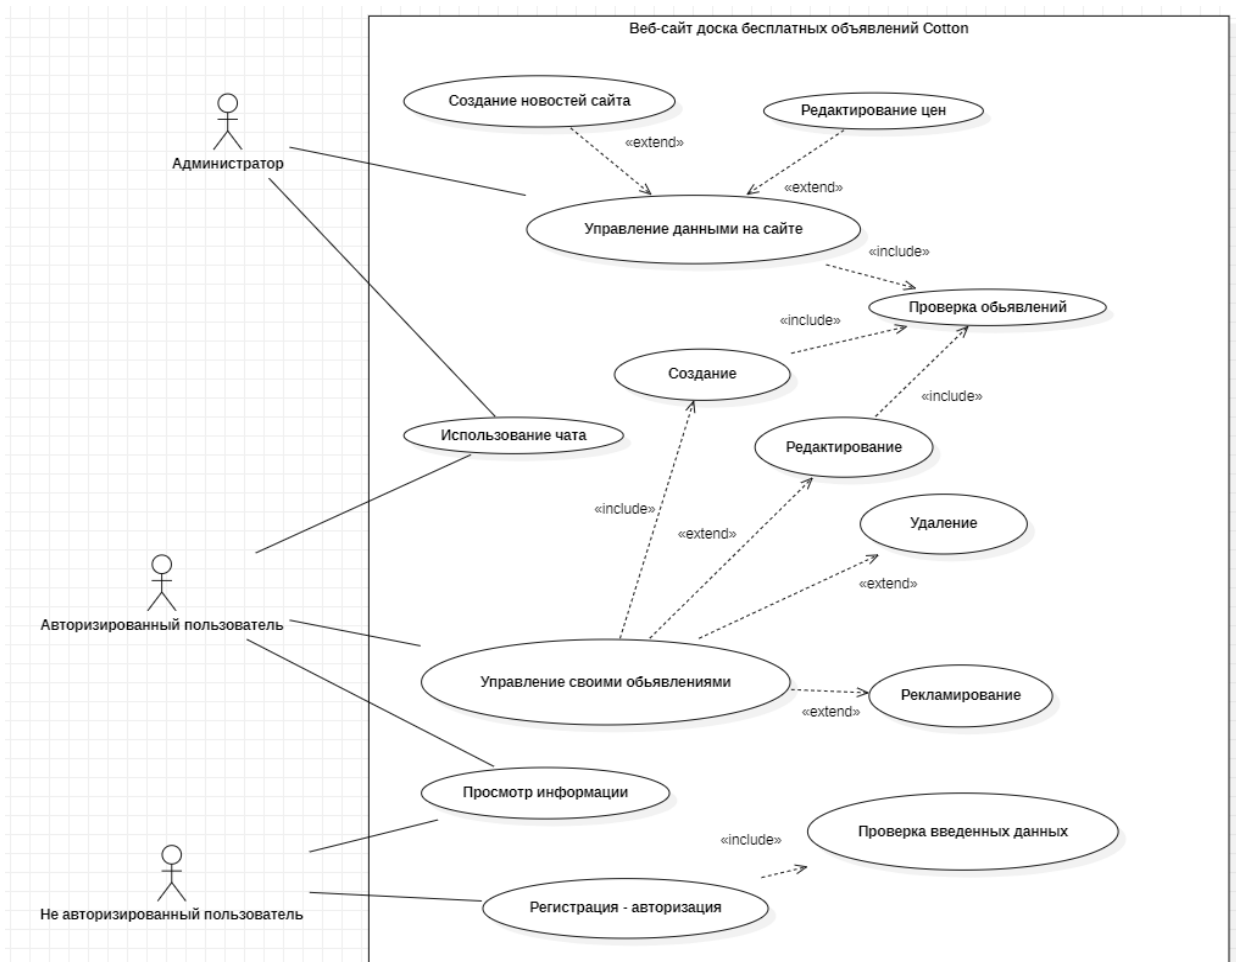 Веб-сайт доска бесплатных объявлений Cotton
Создание новостей сайта
Редактирование цен
«extend»
Администратор
«extend»
Управление данными на сайте
«include»
Проверка обьявлений
«include»
Создание
«include»
Использование чата
Редактирование
«include»
Удаление
«extend»
«extend»
Авторизированный пользователь
Управление своими обьявлениями
Рекламирование
«extend»
Просмотр информации
Проверка введенных данных
«include»
Не авторизированный пользователь
Регистрация - авторизация